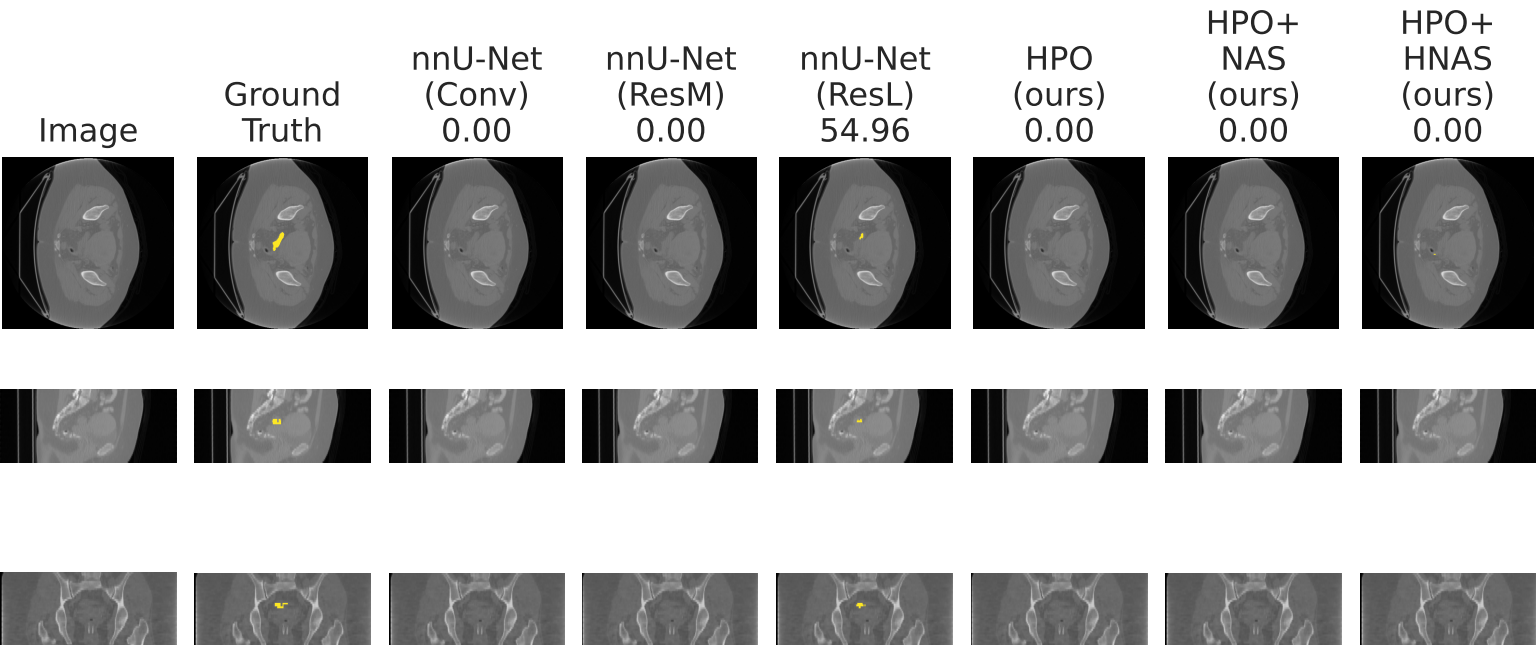 Image
Ground
Truth
nnU-Net
(Conv)
0.00
nnU-Net
(ResM)
0.00
nnU-Net
(ResL)
54.96
HPO
(ours)
0.00
HPO+
NAS
(ours)
0.00
HPO+
HNAS
(ours)
0.00